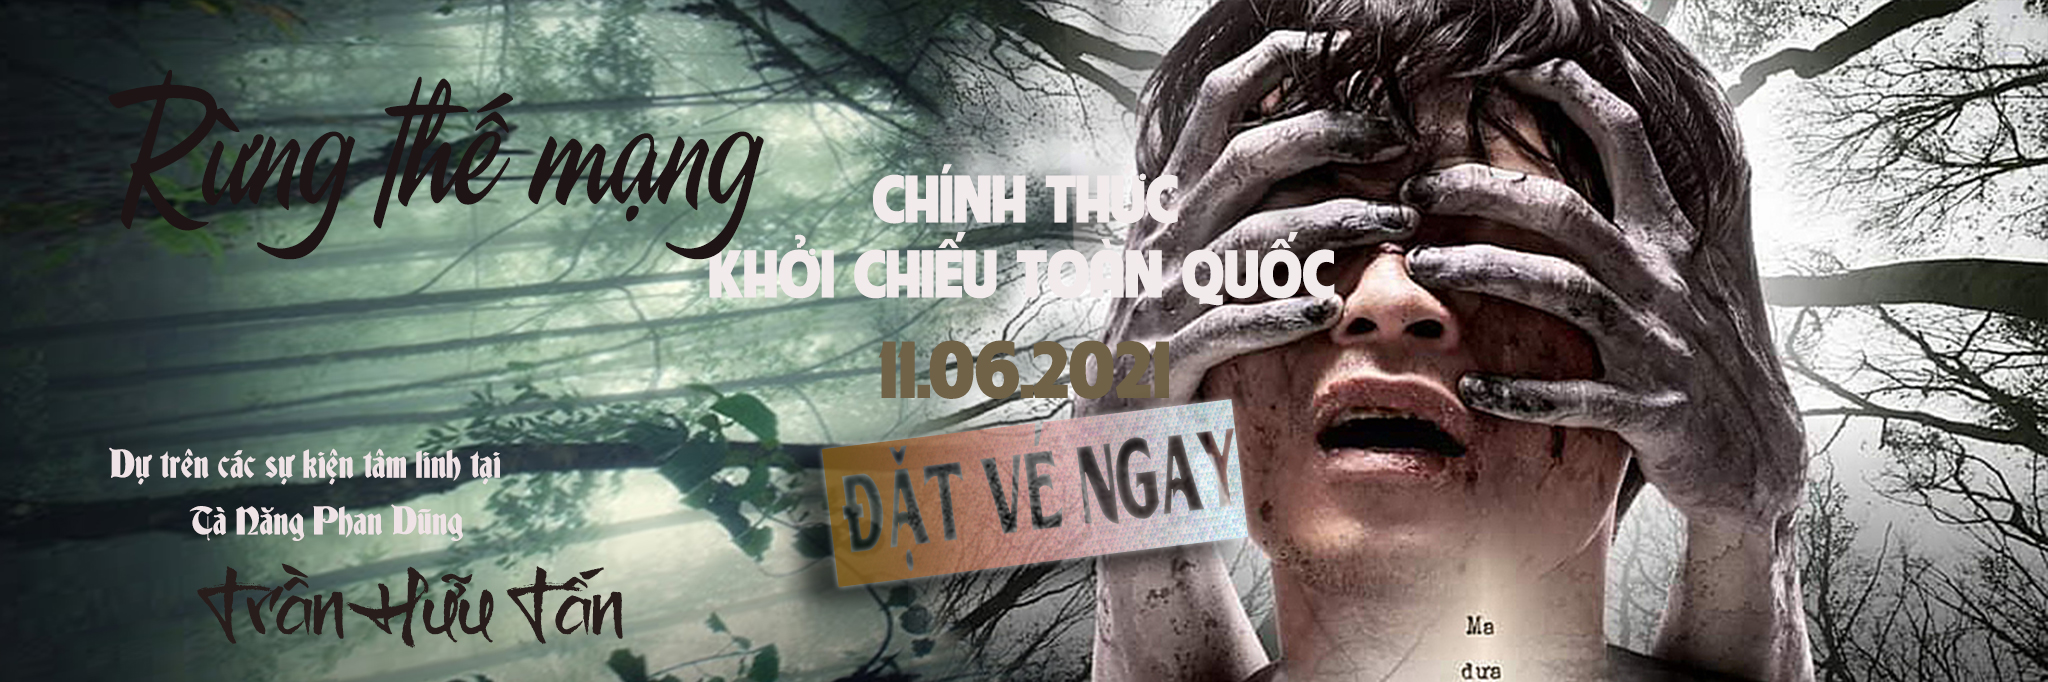 Rừng thế mạng
CHÍNH THỨC
KHỞI CHIẾU TOÀN QUỐC
11.06.2021
ĐẶT VÉ NGAY
Dự trên các sự kiện tâm linh tại
Tà Năng Phan Dũng
Trần Hữu Tấn
Ma
đưa